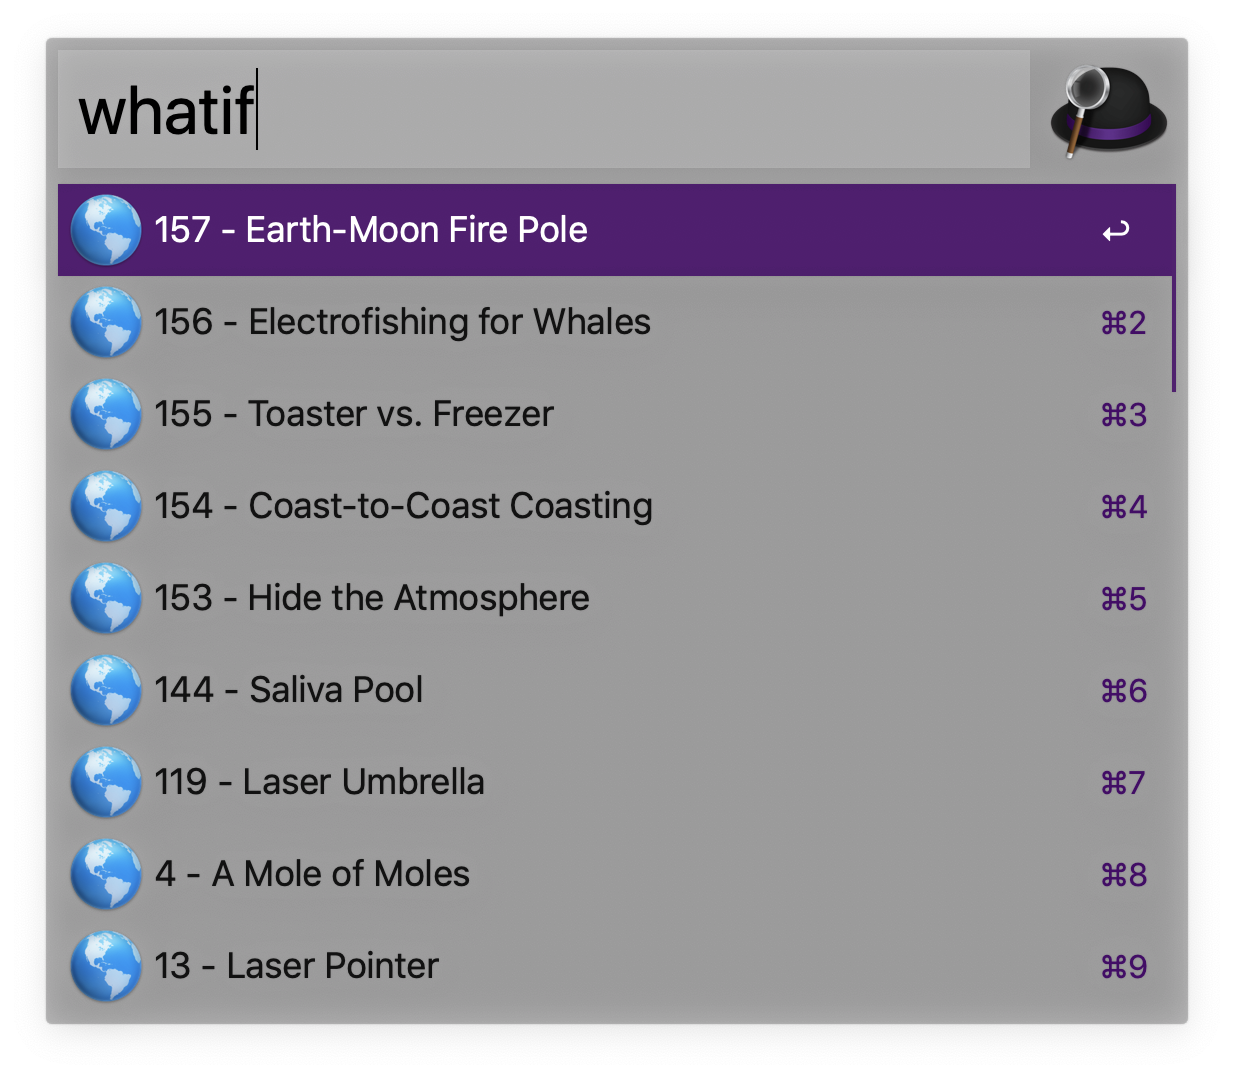 whatif
157 - Earth-Moon Fire Pole ↩
156 - Electrofishing for Whales ⌘2
155 - Toaster vs. Freezer ⌘3
154 - Coast-to-Coast Coasting ⌘4
153 - Hide the Atmosphere ⌘5
144 - Saliva Pool ⌘6
119 - Laser Umbrella ⌘7
4 - A Mole of Moles ⌘8
13 - Laser Pointer ⌘9